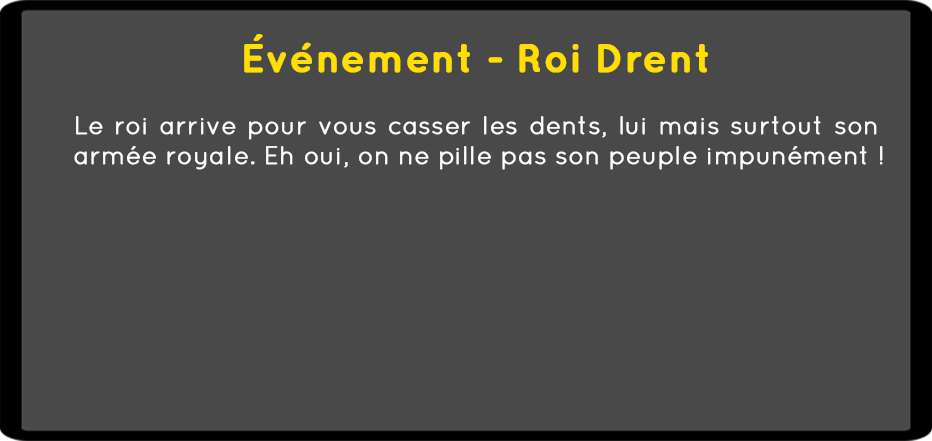 Événement - Roi Drent
Le roi arrive pour vous casser les dents, lui mais surtout son
armée royale. Eh oui, on ne pille pas son peuple impunément !